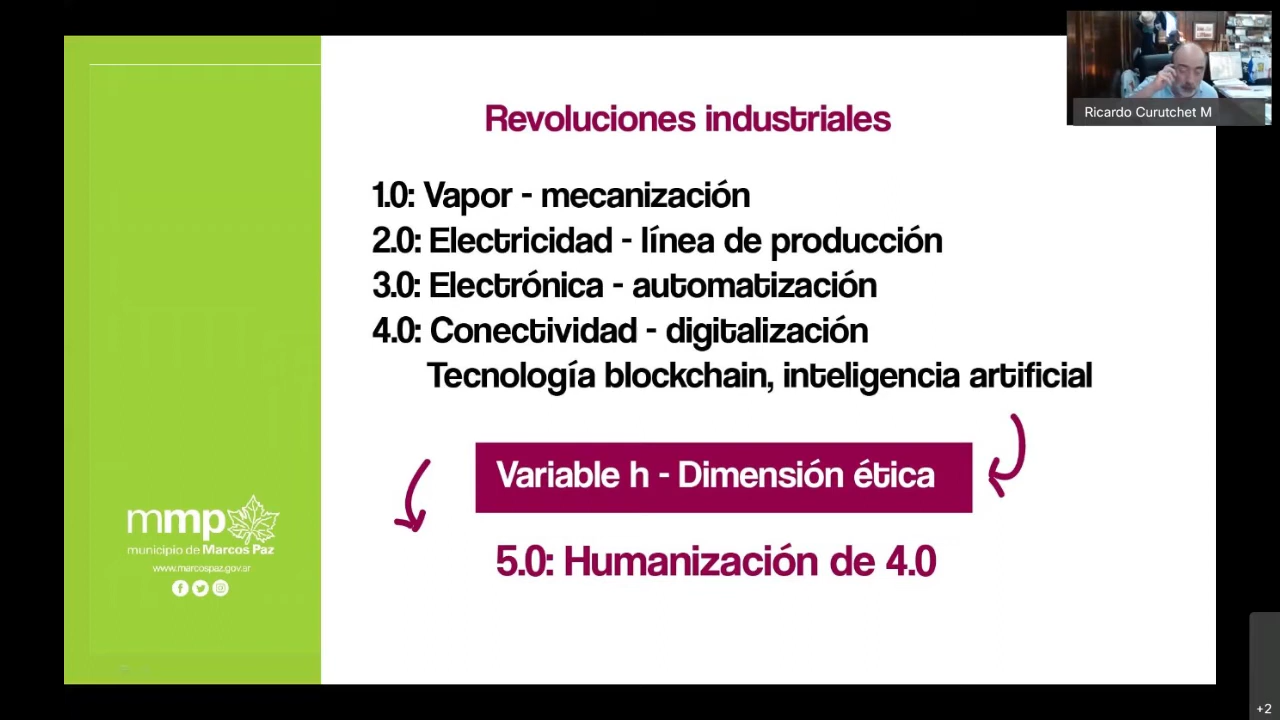 Revoluciones industriales
1.0: Vapor - mecanización
2.0: Electricidad - línea de producción
3.0: Electrónica - automatización
4.0: Conectividad - digitalización
Tecnología blockchain, inteligencia artificial
Variable h - Dimensión ética
5.0: Humanización de 4.0
mmp
municipio de Marcos Paz
www.marcospaz.gov.ar
Ricardo Curutchet M
+2